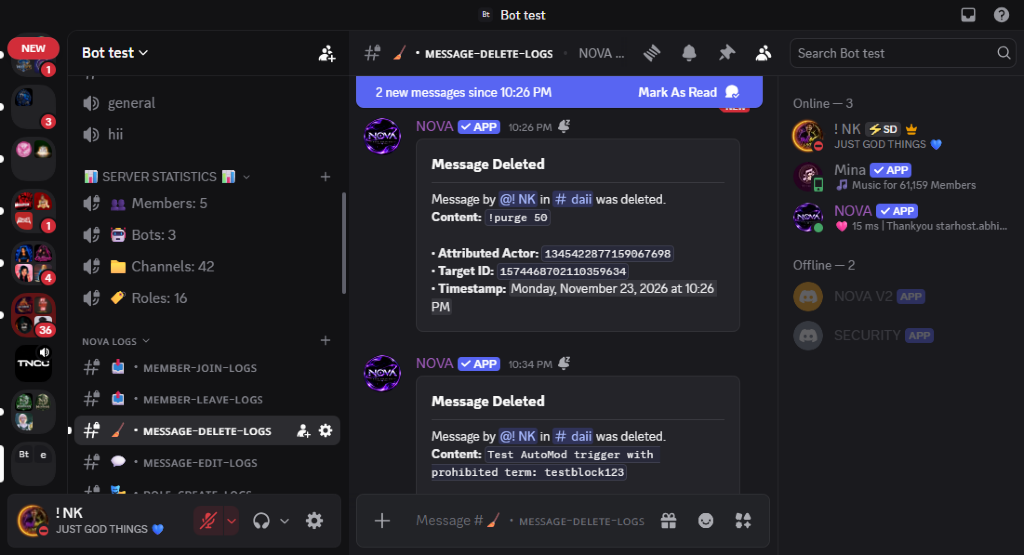 Bt Bot test
NEW
1
3
1
4
36
TNCU
Bt e
Bot test
general
hii
SERVER STATISTICS
Members: 5
Bots: 3
Channels: 42
Roles: 16
NOVA LOGS
• MEMBER-JOIN-LOGS
• MEMBER-LEAVE-LOGS
• MESSAGE-DELETE-LOGS
• MESSAGE-EDIT-LOGS
• ROLE-CREATE-LOGS
! NK
JUST GOD THINGS
• MESSAGE-DELETE-LOGS • NOVA ...
Search Bot test
2 new messages since 10:26 PM Mark As Read
NEW
NOVA APP 10:26 PM
Message Deleted
Message by @! NK in # daii was deleted.
Content: !purge 50
• Attributed Actor: 1345422877159067698
• Target ID: 1574468702110359634
• Timestamp: Monday, November 23, 2026 at 10:26
PM
NOVA APP 10:34 PM
Message Deleted
Message by @! NK in # daii was deleted.
Content: Test AutoMod trigger with
prohibited term: testblock123
Message # • MESSAGE-DELETE-LOGS
Online — 3
! NK SD
JUST GOD THINGS
Mina APP
Music for 61,159 Members
NOVA APP
15 ms | Thankyou starhost.abhi...
Offline — 2
NOVA V2 APP
SECURITY APP